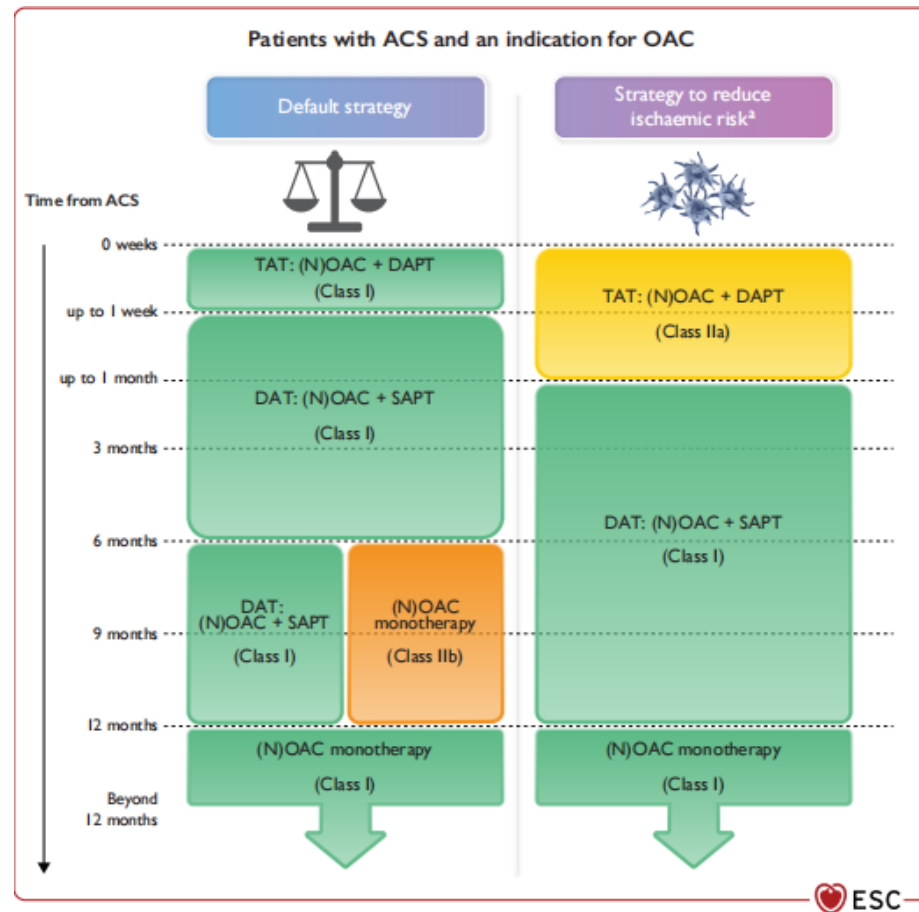 Patients with ACS and an indication for OAC
Default strategy
Strategy to reduce
ischaemic riskᵃ
Time from ACS
0 weeks
TAT: (N)OAC + DAPT
(Class I)
TAT: (N)OAC + DAPT
(Class IIa)
up to 1 week
up to 1 month
DAT: (N)OAC + SAPT
(Class I)
3 months
DAT: (N)OAC + SAPT
(Class I)
6 months
DAT:
(N)OAC + SAPT
(Class I)
(N)OAC
monotherapy
(Class IIb)
9 months
12 months
(N)OAC monotherapy
(Class I)
(N)OAC monotherapy
(Class I)
Beyond
12 months
ESC